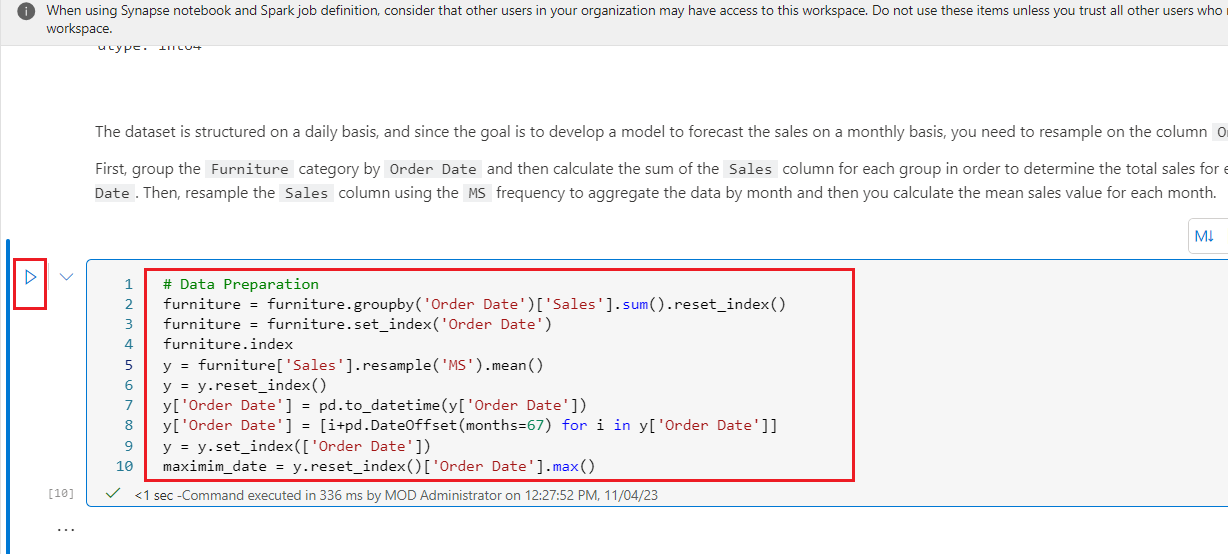 When using Synapse notebook and Spark job definition, consider that other users in your organization may have access to this workspace. Do not use these items unless you trust all other users who
workspace.
dtype: int64
The dataset is structured on a daily basis, and since the goal is to develop a model to forecast the sales on a monthly basis, you need to resample on the column
First, group the Furniture category by Order Date and then calculate the sum of the Sales column for each group in order to determine the total sales for
Date . Then, resample the Sales column using the MS frequency to aggregate the data by month and then you calculate the mean sales value for each month.
M↓
1 # Data Preparation
2 furniture = furniture.groupby('Order Date')['Sales'].sum().reset_index()
3 furniture = furniture.set_index('Order Date')
4 furniture.index
5 y = furniture['Sales'].resample('MS').mean()
6 y = y.reset_index()
7 y['Order Date'] = pd.to_datetime(y['Order Date'])
8 y['Order Date'] = [i+pd.DateOffset(months=67) for i in y['Order Date']]
9 y = y.set_index(['Order Date'])
10 maximim_date = y.reset_index()['Order Date'].max()
[10] <1 sec -Command executed in 336 ms by MOD Administrator on 12:27:52 PM, 11/04/23
...